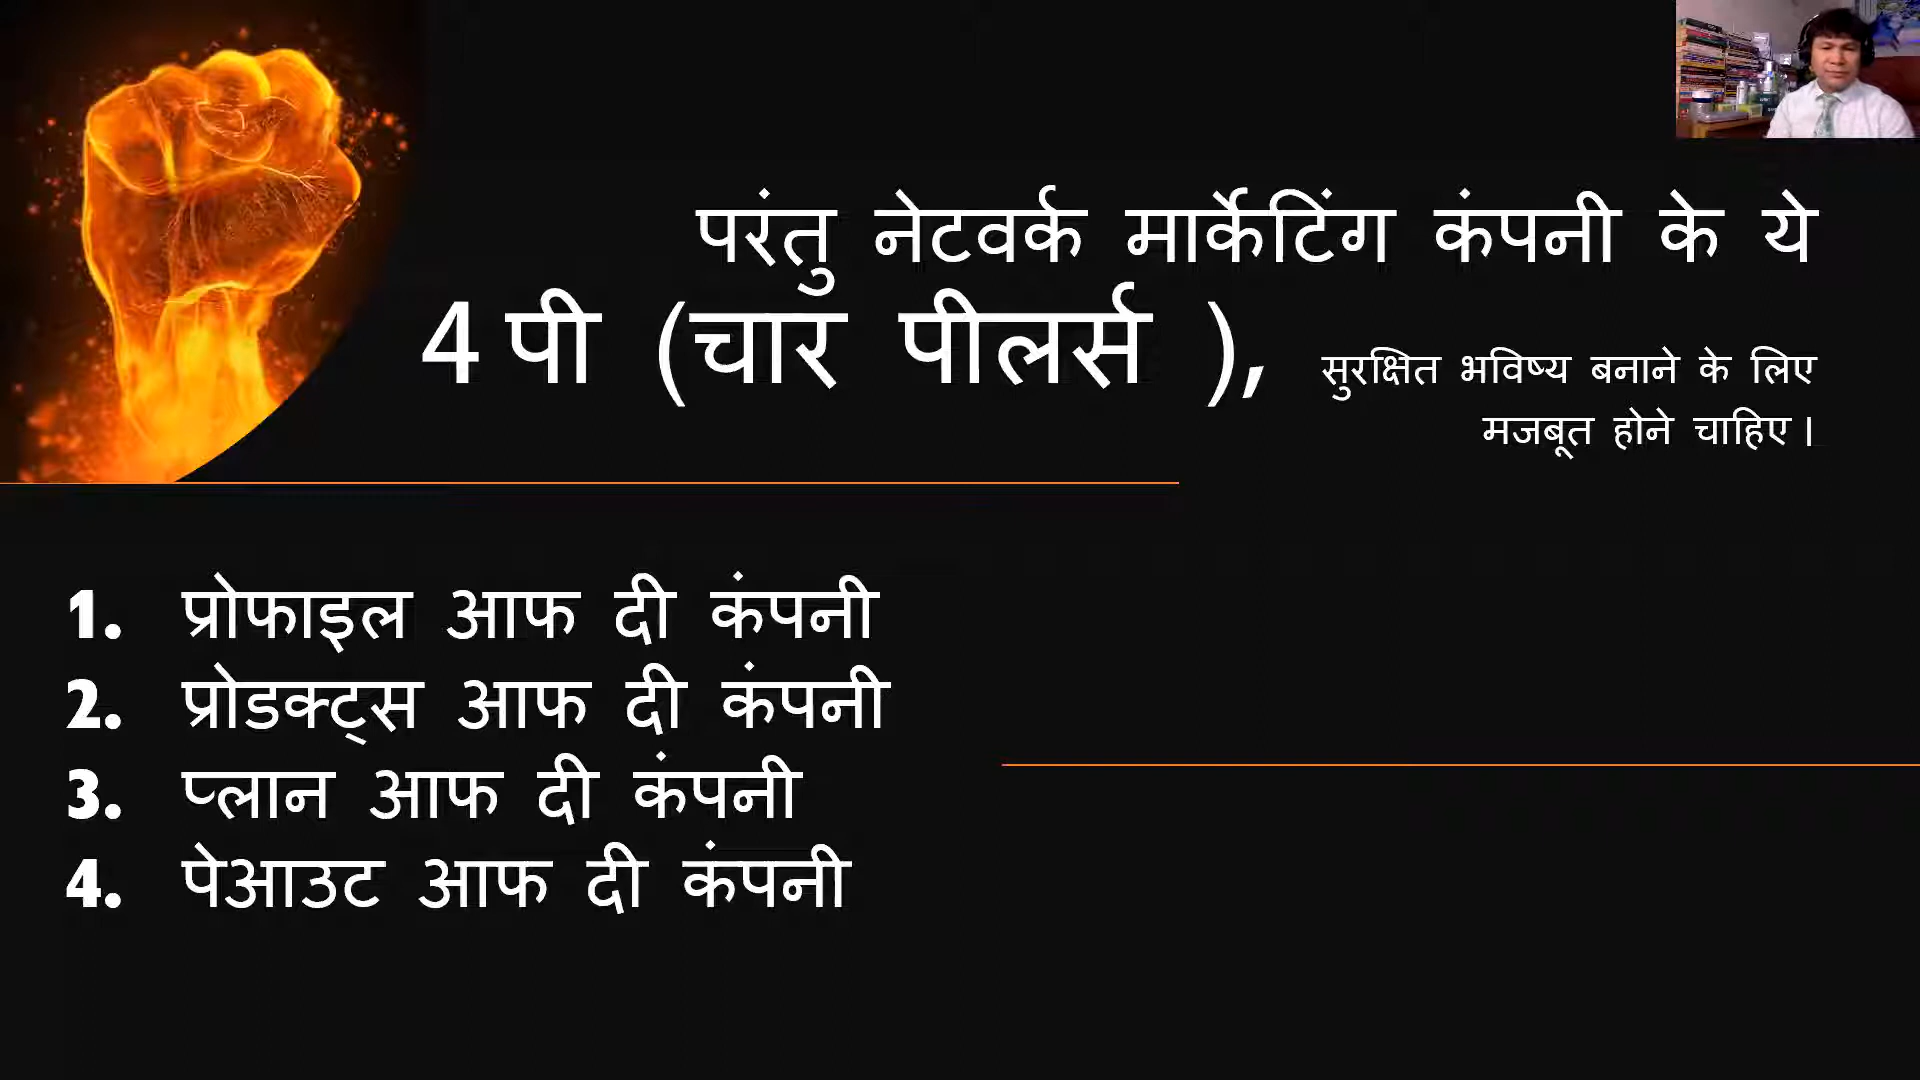 परंतु नेटवर्क मार्केटिंग कंपनी के ये
4 पी (चार पीलर्स ), सुरक्षित भविष्य बनाने के लिए
मजबूत होने चाहिए।
1. प्रोफाइल आफ दी कंपनी
2. प्रोडक्ट्स आफ दी कंपनी
3. प्लान आफ दी कंपनी
4. पेआउट आफ दी कंपनी